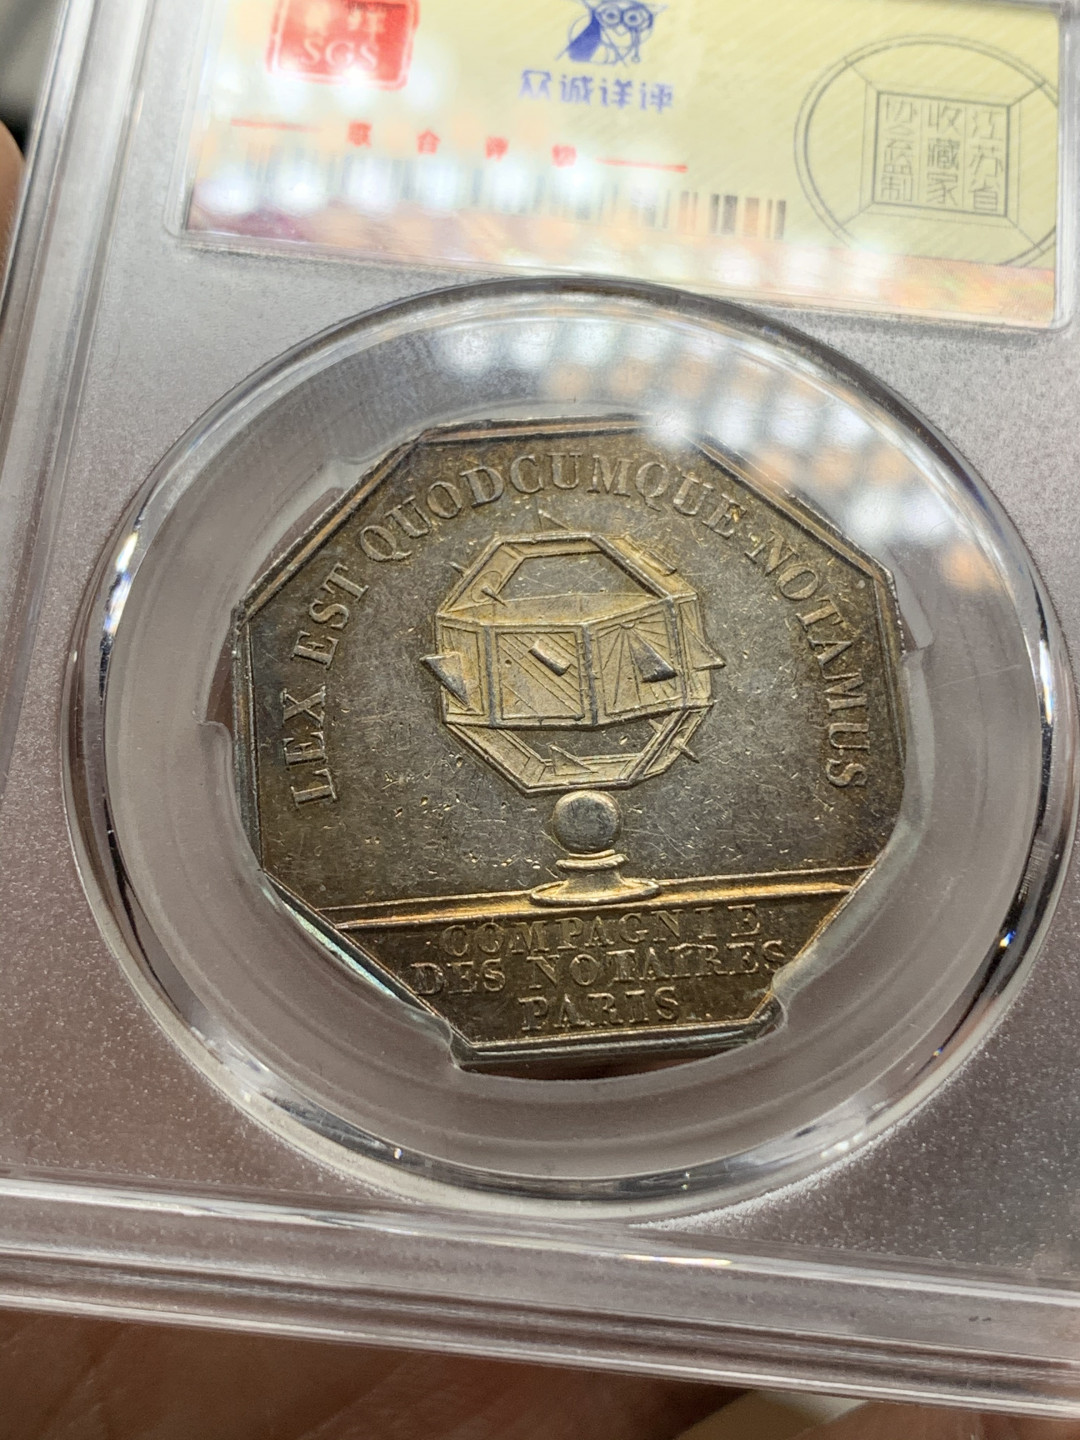 SGS
众诚详评
联合评级
江苏省
收藏家
协会监制
LEX EST QUODCUMQUE NOTAMUS
COMPAGNIE
DES NOTAIRES
PARIS